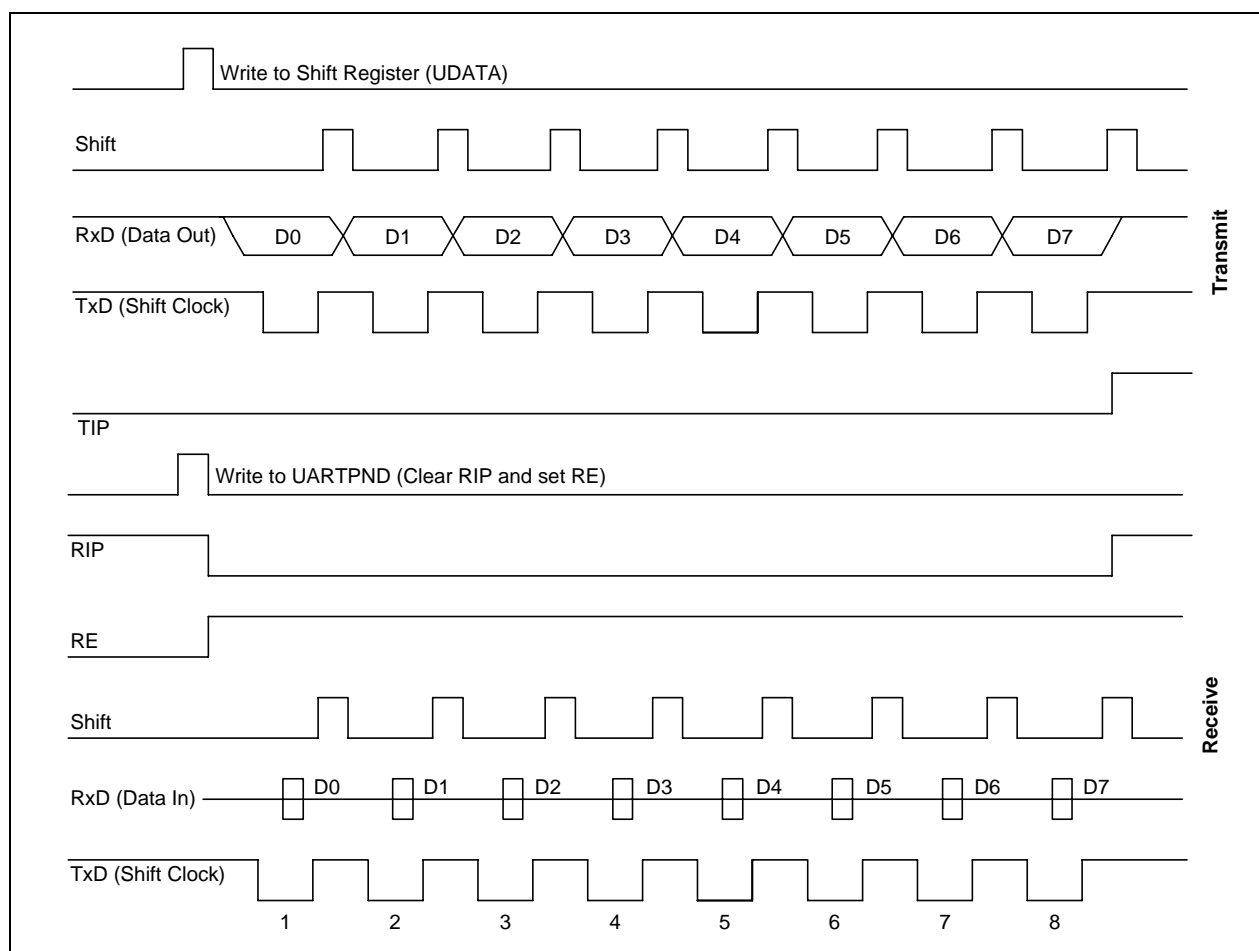 Write to Shift Register (UDATA)
Shift
RxD (Data Out)
D0 D1 D2 D3 D4 D5 D6 D7
TxD (Shift Clock)
TIP
Transmit
Write to UARTPND (Clear RIP and set RE)
RIP
RE
Shift
RxD (Data In)
D0 D1 D2 D3 D4 D5 D6 D7
TxD (Shift Clock)
1 2 3 4 5 6 7 8
Receive